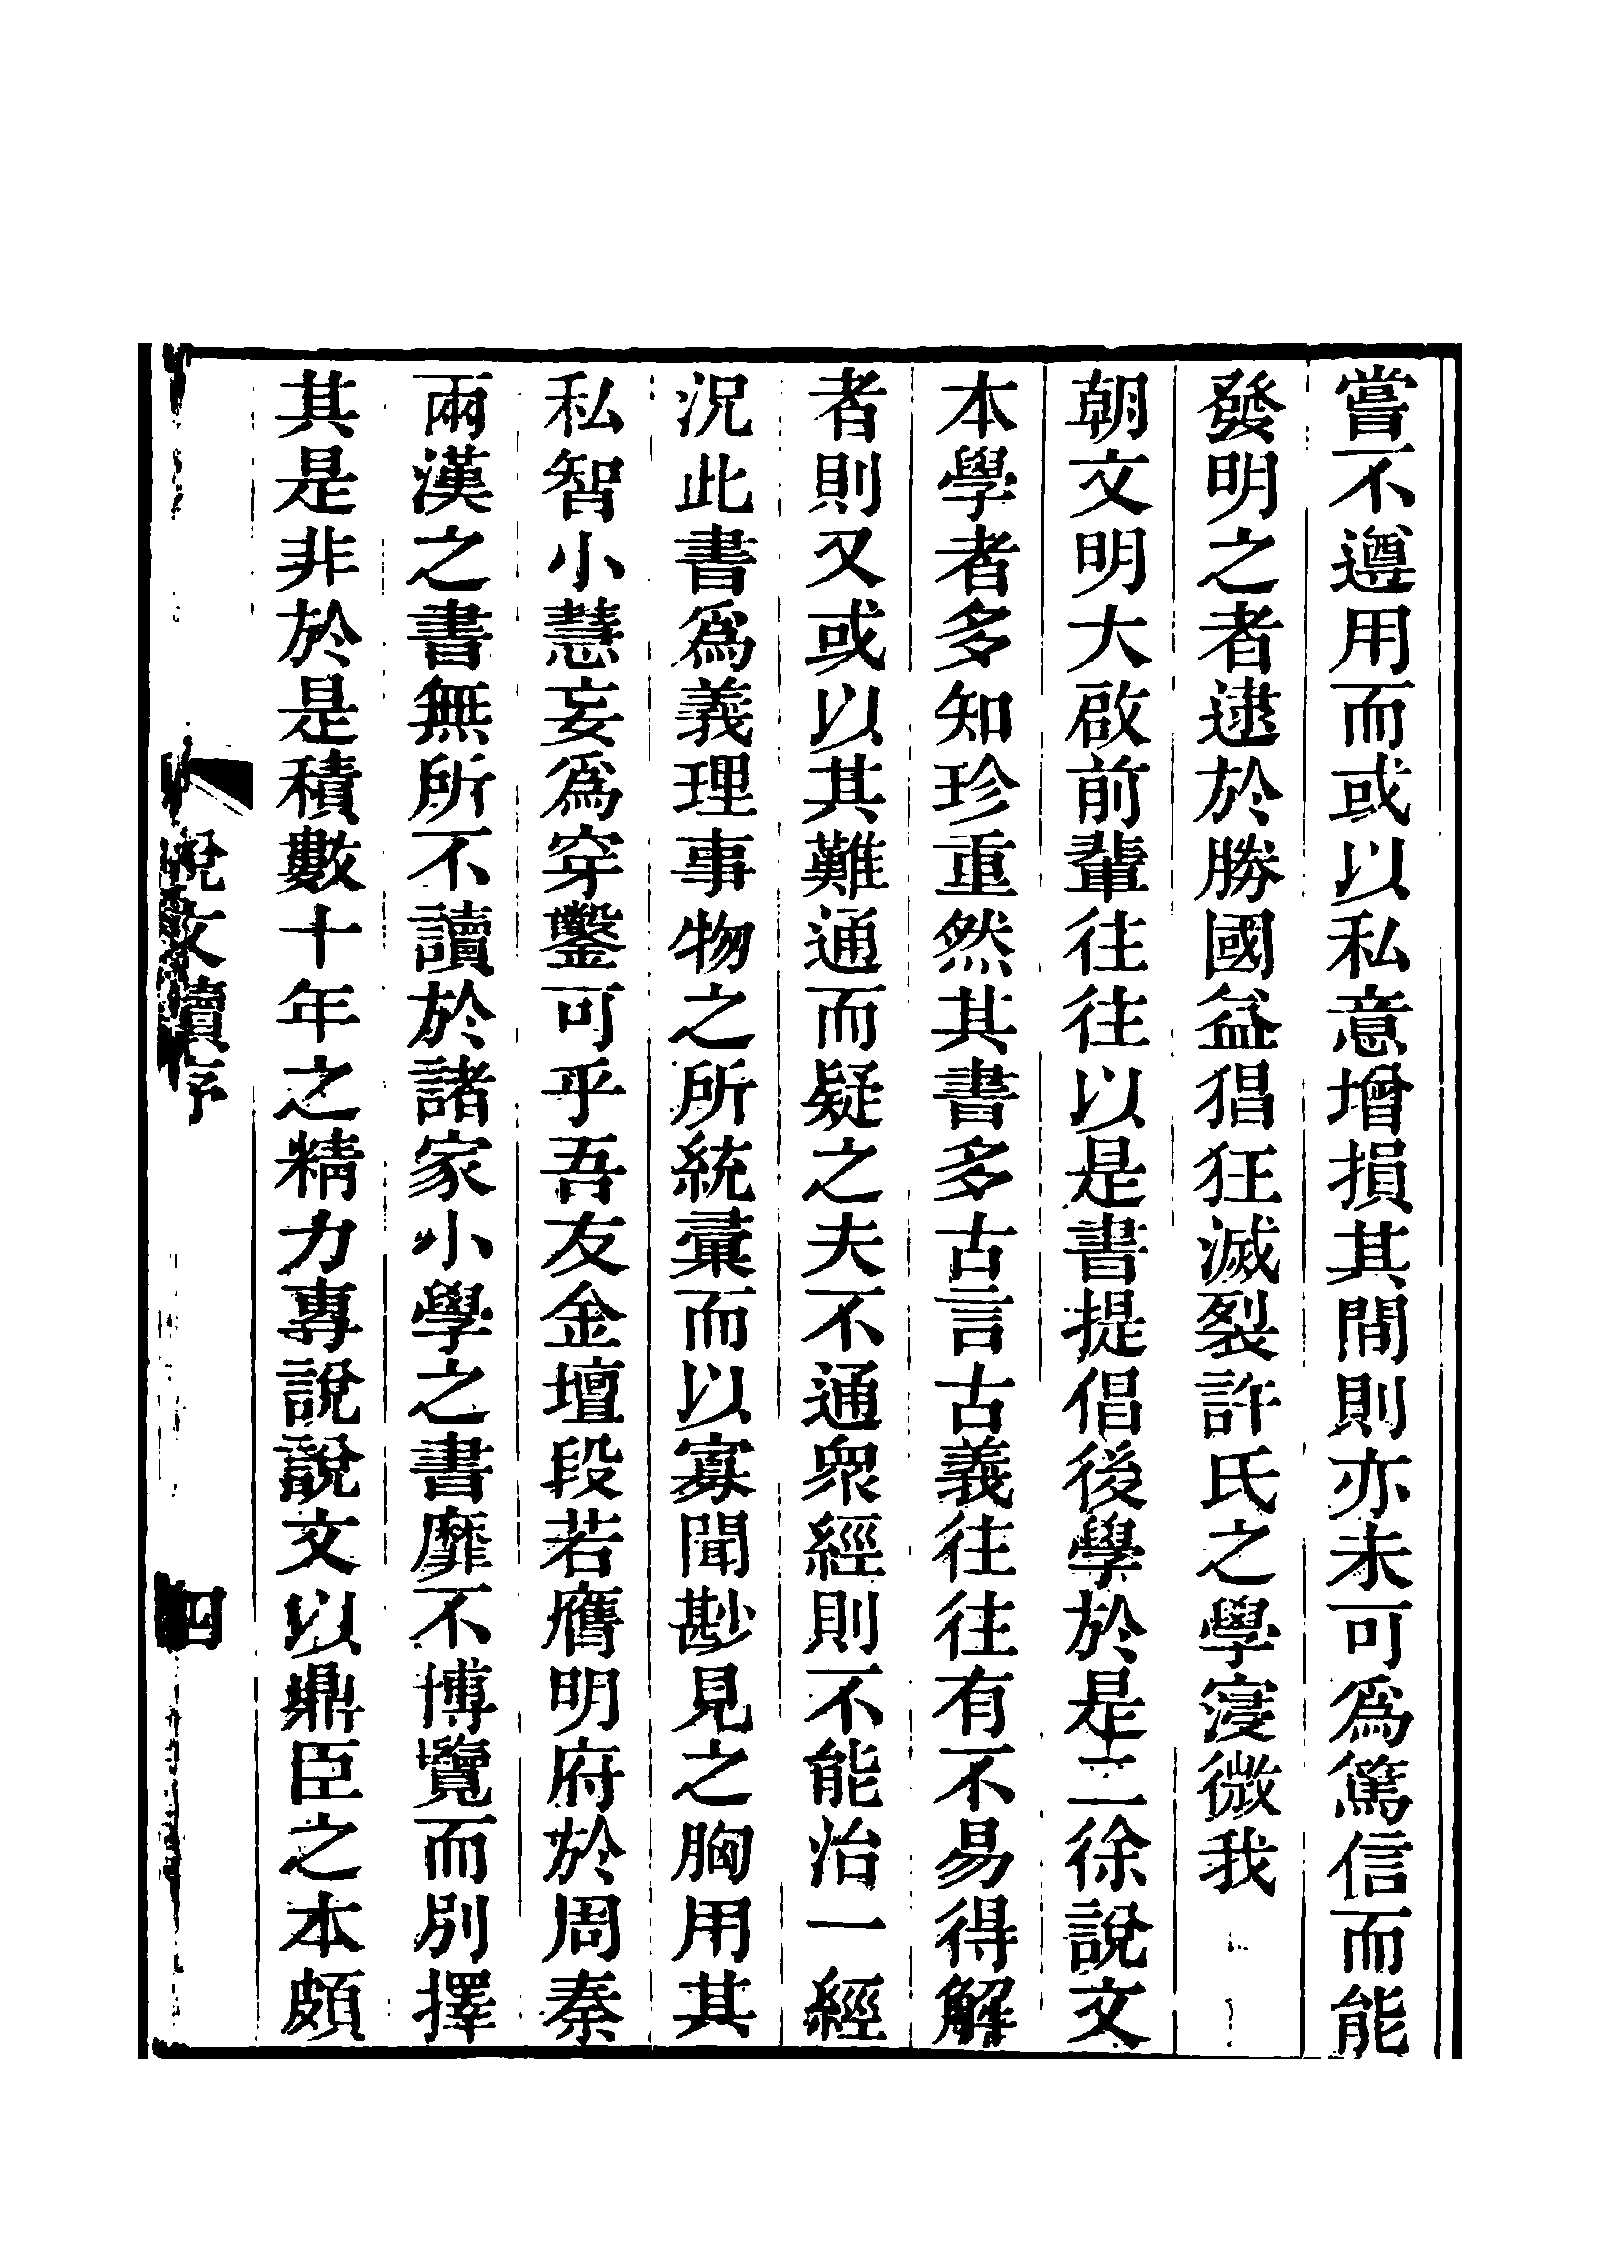 嘗不遵用而或以私意增損其間則亦未可爲篤信而能
發明之者逮於勝國益猖狂滅裂許氏之學寖微我
朝文明大啟前輩往往以是書提倡後學於是二徐說文
本學者多知珍重然其書多古言古義往往有不易得解
者則又或以其難通而疑之夫不通衆經則不能治一經
況此書爲義理事物之所統彙而以寡聞尠見之胸用其
私智小慧妄爲穿鑿可乎吾友金壇段若膺明府於周秦
兩漢之書無所不讀於諸家小學之書靡不博覽而別擇
其是非於是積數十年之精力專說說文以鼎臣之本頗
說文讀序
四